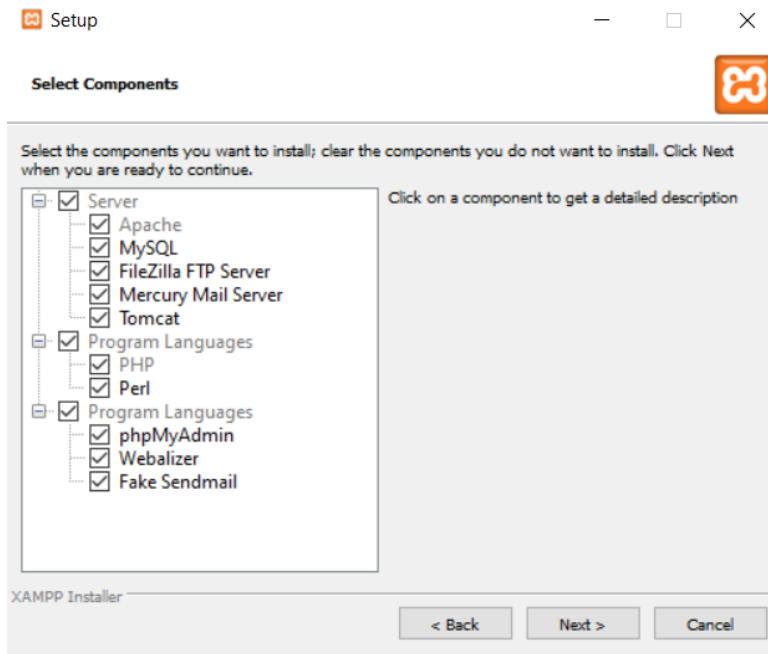 Setup
Select Components
Select the components you want to install; clear the components you do not want to install. Click Next
when you are ready to continue.
Server
Apache
MySQL
FileZilla FTP Server
Mercury Mail Server
Tomcat
Program Languages
PHP
Perl
Program Languages
phpMyAdmin
Webalizer
Fake Sendmail
Click on a component to get a detailed description
XAMPP Installer
< Back
Next >
Cancel